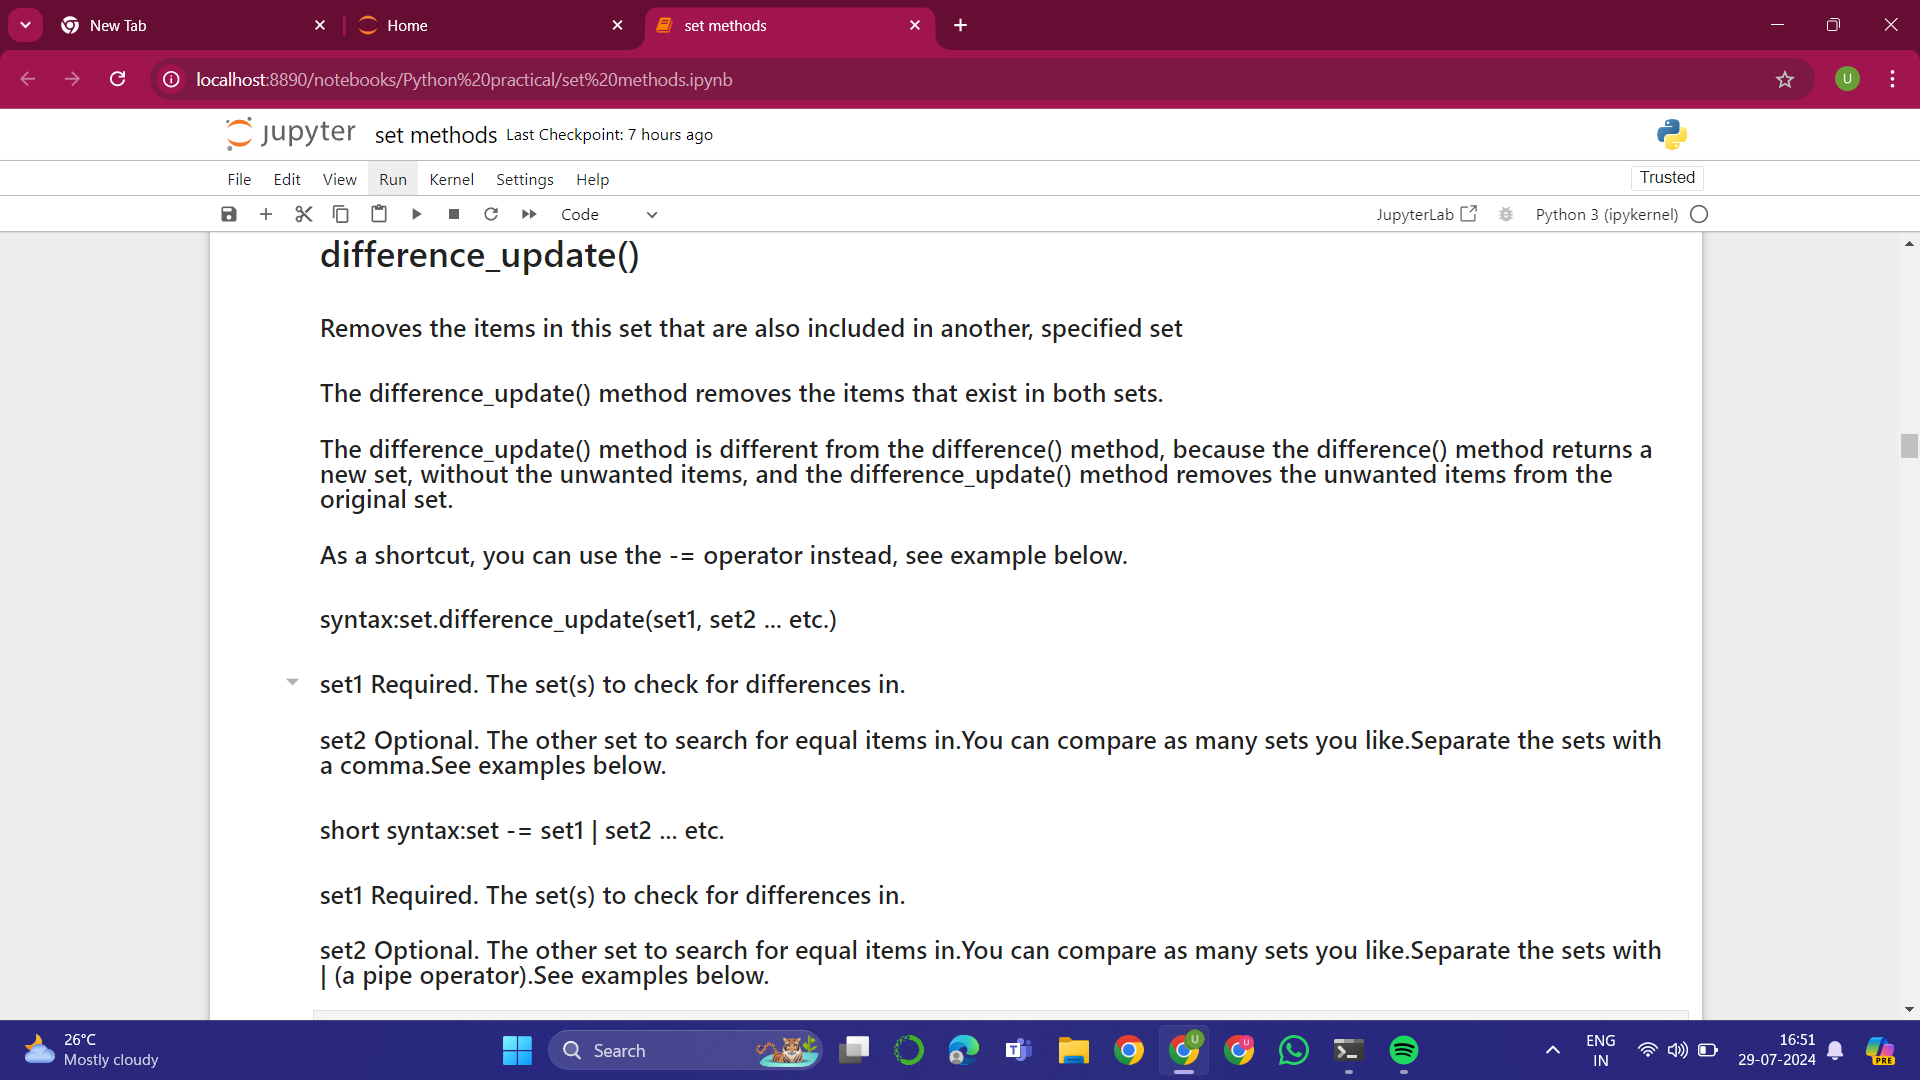 New Tab
Home
set methods
localhost:8890/notebooks/Python%20practical/set%20methods.ipynb
U
jupyter set methods Last Checkpoint: 7 hours ago
File Edit View Run Kernel Settings Help
Trusted
Code
JupyterLab
Python 3 (ipykernel)
difference_update()
Removes the items in this set that are also included in another, specified set
The difference_update() method removes the items that exist in both sets.
The difference_update() method is different from the difference() method, because the difference() method returns a
new set, without the unwanted items, and the difference_update() method removes the unwanted items from the
original set.
As a shortcut, you can use the -= operator instead, see example below.
syntax:set.difference_update(set1, set2 ... etc.)
set1 Required. The set(s) to check for differences in.
set2 Optional. The other set to search for equal items in.You can compare as many sets you like.Separate the sets with
a comma.See examples below.
short syntax:set -= set1 | set2 ... etc.
set1 Required. The set(s) to check for differences in.
set2 Optional. The other set to search for equal items in.You can compare as many sets you like.Separate the sets with
| (a pipe operator).See examples below.
26°C
Mostly cloudy
Search
U
U
ENG
IN
16:51
29-07-2024
PRE